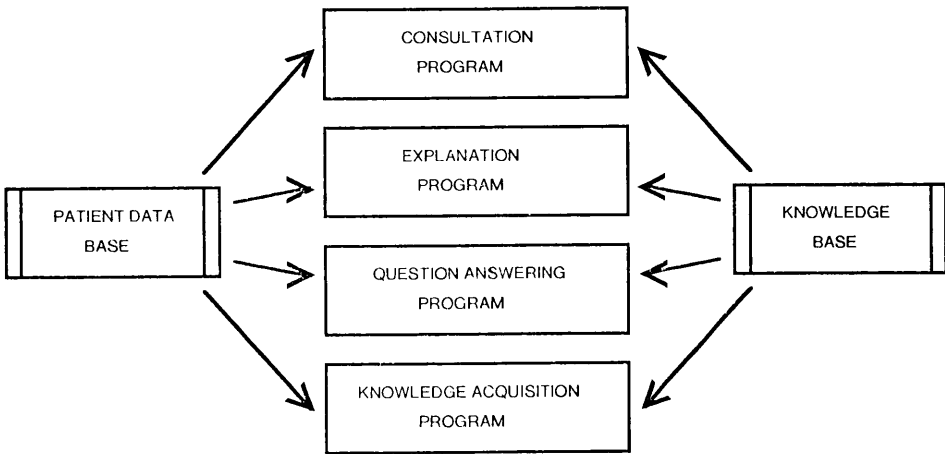 CONSULTATION
PROGRAM
EXPLANATION
PROGRAM
PATIENT DATA
BASE
KNOWLEDGE
BASE
QUESTION ANSWERING
PROGRAM
KNOWLEDGE ACQUISITION
PROGRAM